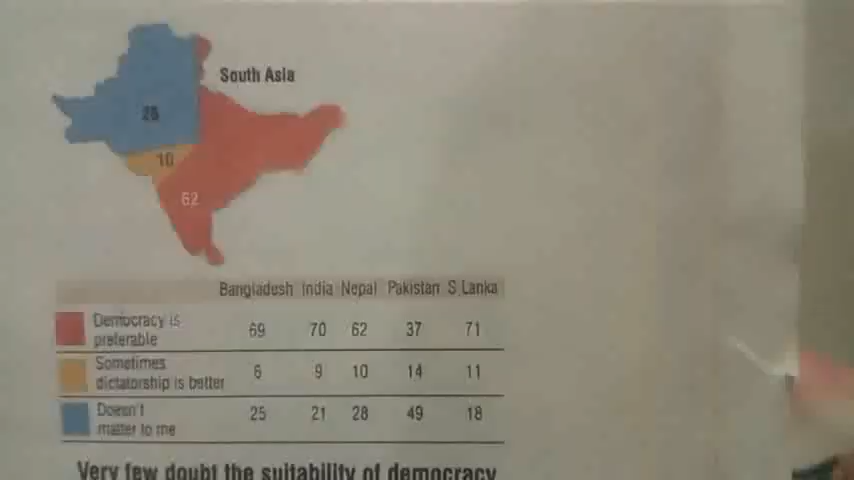 South Asia
28
10
62
Bangladesh India Nepal Pakistan S.Lanka
Democracy is
preferable 69 70 62 37 71
Sometimes
dictatorship is better 6 9 10 14 11
Doesn't
matter to me 25 21 28 49 18
Very few doubt the suitability of democracy